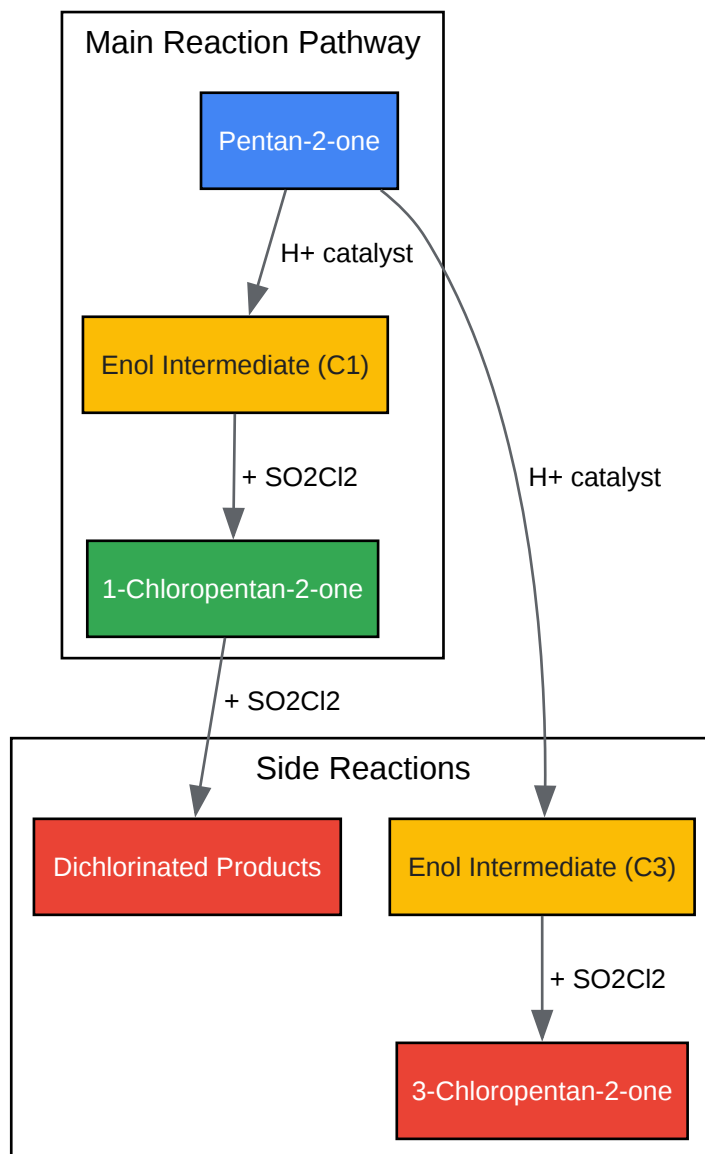 Main Reaction Pathway
Pentan-2-one
H+ catalyst
Enol Intermediate (C1)
+ SO2Cl2
H+ catalyst
1-Chloropentan-2-one
+ SO2Cl2
Side Reactions
Dichlorinated Products
Enol Intermediate (C3)
+ SO2Cl2
3-Chloropentan-2-one